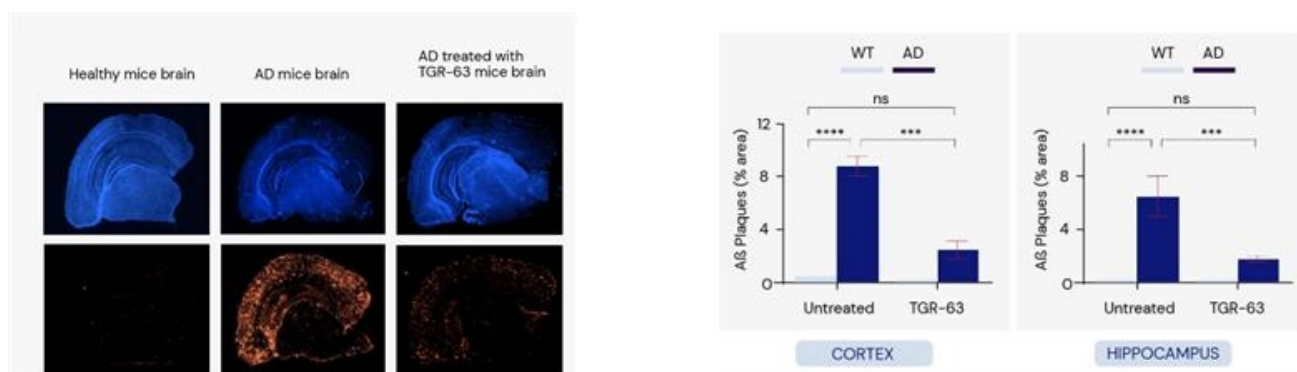 Healthy mice brain
AD mice brain
AD treated with
TGR-63 mice brain
WT AD
ns
**** ***
Aß Plaques (% area)
12
8
4
0
Untreated TGR-63
CORTEX
WT AD
ns
**** ***
Aß Plaques (% area)
8
4
0
Untreated TGR-63
HIPPOCAMPUS